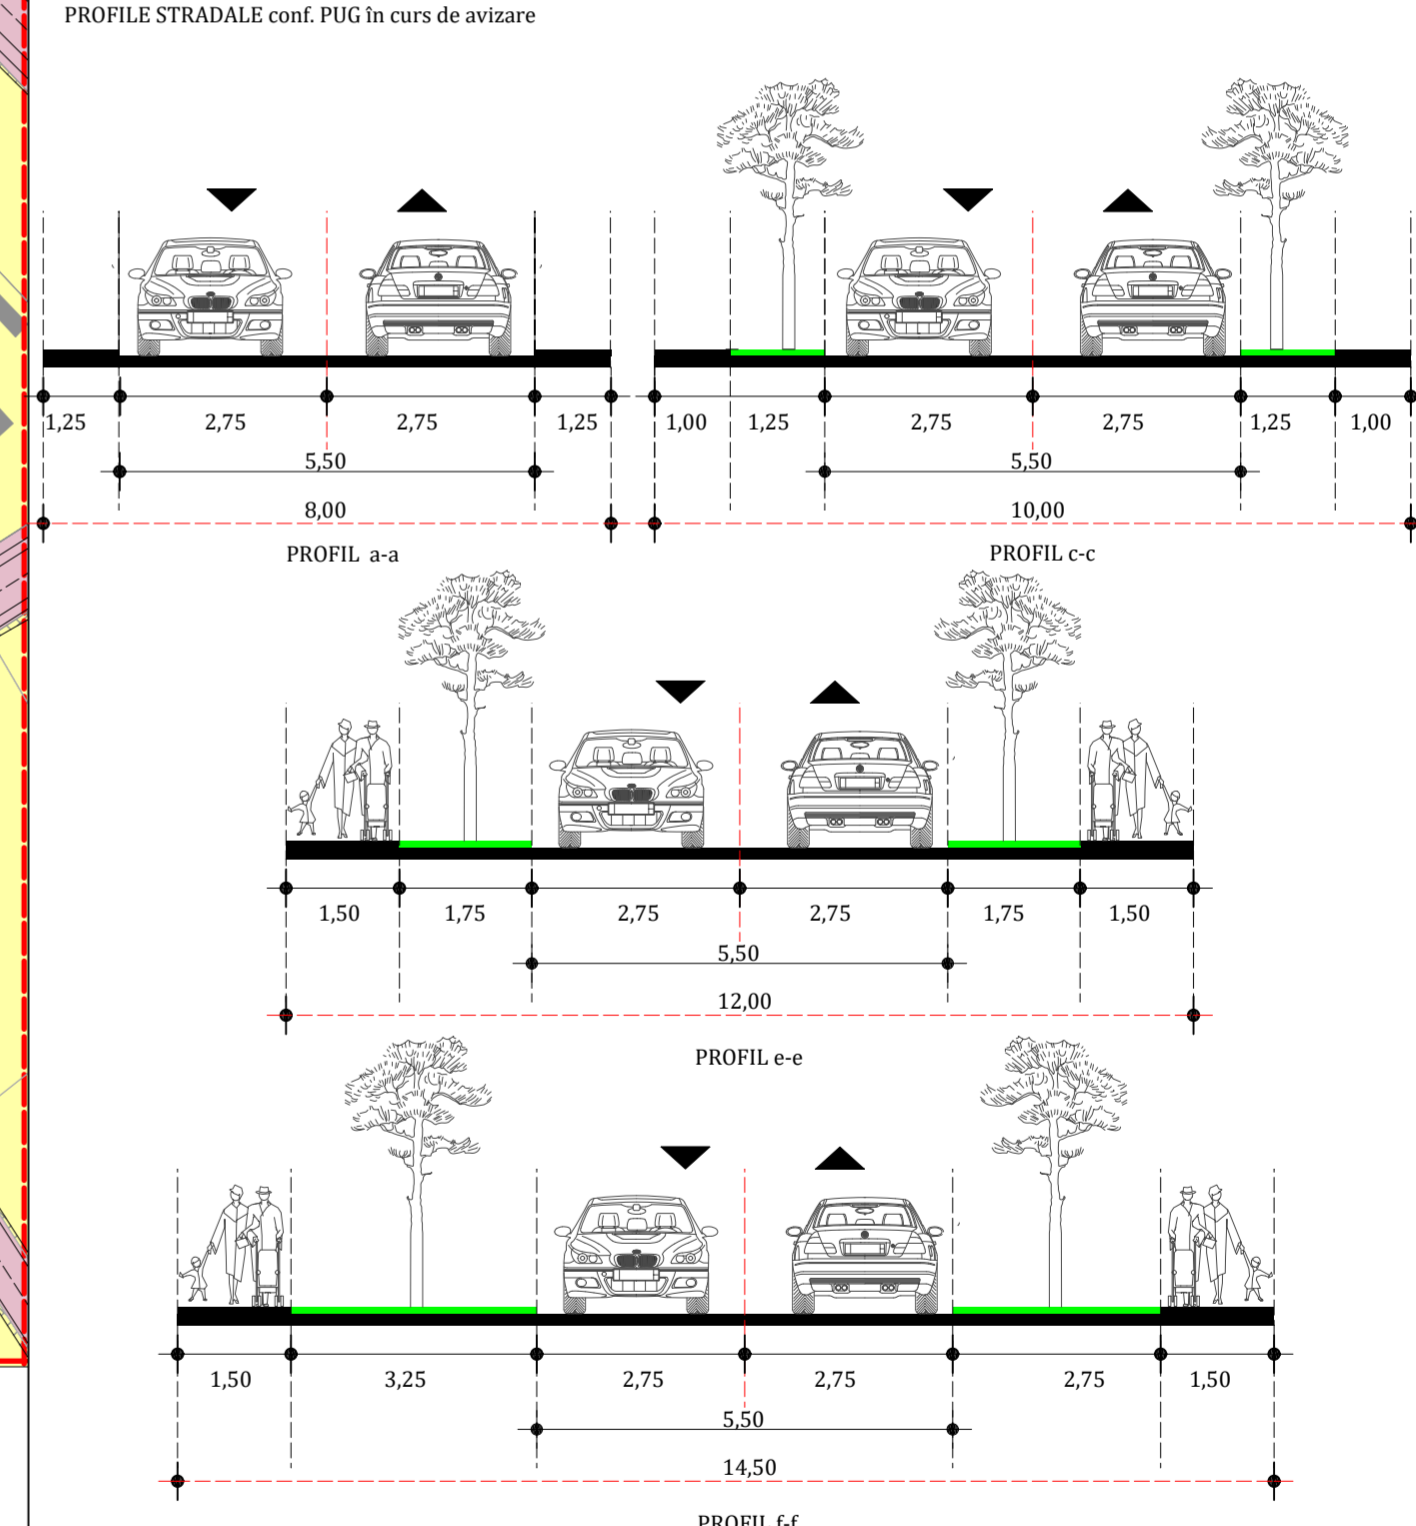 PROFILE STRADALE conf. PUG în curs de avizare
1,25 2,75 2,75 1,25
5,50
8,00
PROFIL a-a
1,00 1,25 2,75 2,75 1,25 1,00
5,50
10,00
PROFIL c-c
1,50 1,75 2,75 2,75 1,75 1,50
5,50
12,00
PROFIL e-e
1,50 3,25 2,75 2,75 2,75 1,50
5,50
14,50
PROFIL f-f